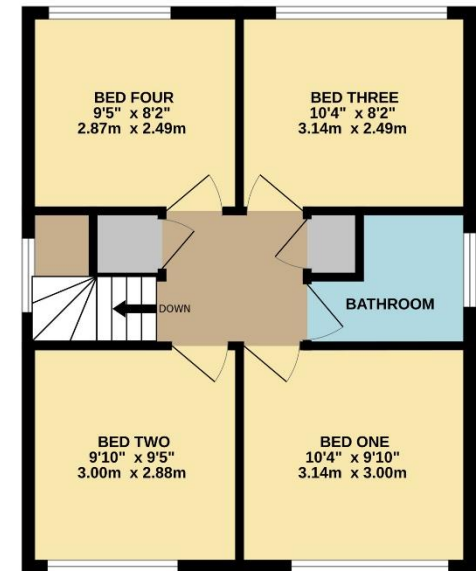 BED FOUR
9'5" x 8'2"
2.87m x 2.49m
BED THREE
10'4" x 8'2"
3.14m x 2.49m
BATHROOM
DOWN
BED TWO
9'10" x 9'5"
3.00m x 2.88m
BED ONE
10'4" x 9'10"
3.14m x 3.00m